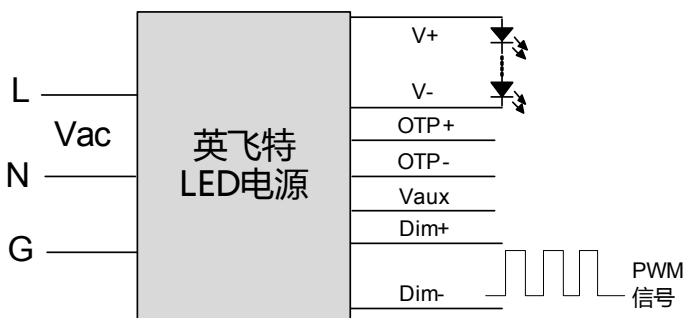 L
Vac
N
G
英飞特
LED电源
V+
V-
OTP+
OTP-
Vaux
Dim+
Dim-
PWM
信号